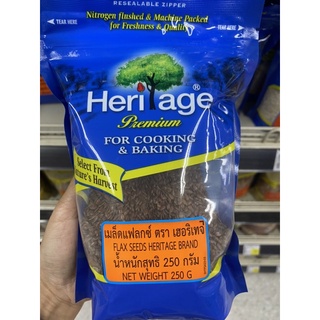 RESEALABLE ZIPPER
TEAR HERE
TEAR HERE
Nitrogen flushed & Machine Packed
for Freshness & Quality
Heritage®
Premium
FOR COOKING
& BAKING
Select From
Nature's Harvest
เมล็ดแฟลกซ์ ตรา เฮอริเทจ
FLAX SEEDS HERITAGE BRAND
น้ำหนักสุทธิ 250 กรัม
NET WEIGHT 250 G